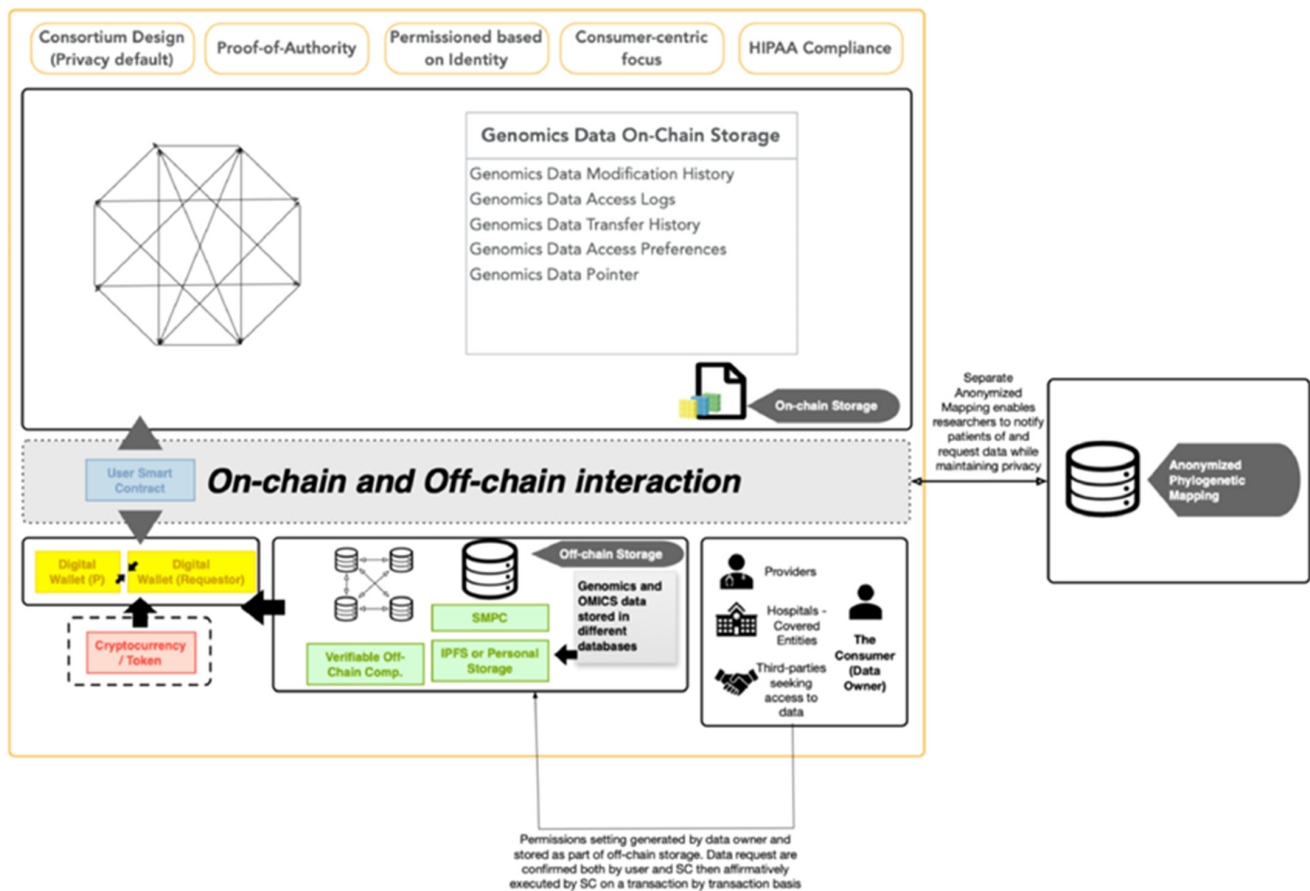 Consortium Design
(Privacy default)
Proof-of-Authority
Permissioned based
on Identity
Consumer-centric
focus
HIPAA Compliance
Genomics Data On-Chain Storage
Genomics Data Modification History
Genomics Data Access Logs
Genomics Data Transfer History
Genomics Data Access Preferences
Genomics Data Pointer
On-chain Storage
User Smart
Contract
On-chain and Off-chain interaction
Separate
Anonymized
Mapping enables
researchers to notify
patients of and
request data while
maintaining privacy
Anonymized
Phylogenetic
Mapping
Digital
Wallet (P)
Digital
Wallet (Requestor)
Cryptocurrency
/ Token
Off-chain Storage
Genomics and
OMICS data
stored in
different
databases
SMPC
Verifiable Off-
Chain Comp.
IPFS or Personal
Storage
Providers
Hospitals -
Covered
Entities
Third-parties
seeking
access to
data
The
Consumer
(Data
Owner)
Permissions setting generated by data owner and
stored as part of off-chain storage. Data request are
confirmed both by user and SC then affirmatively
executed by SC on a transaction by transaction basis